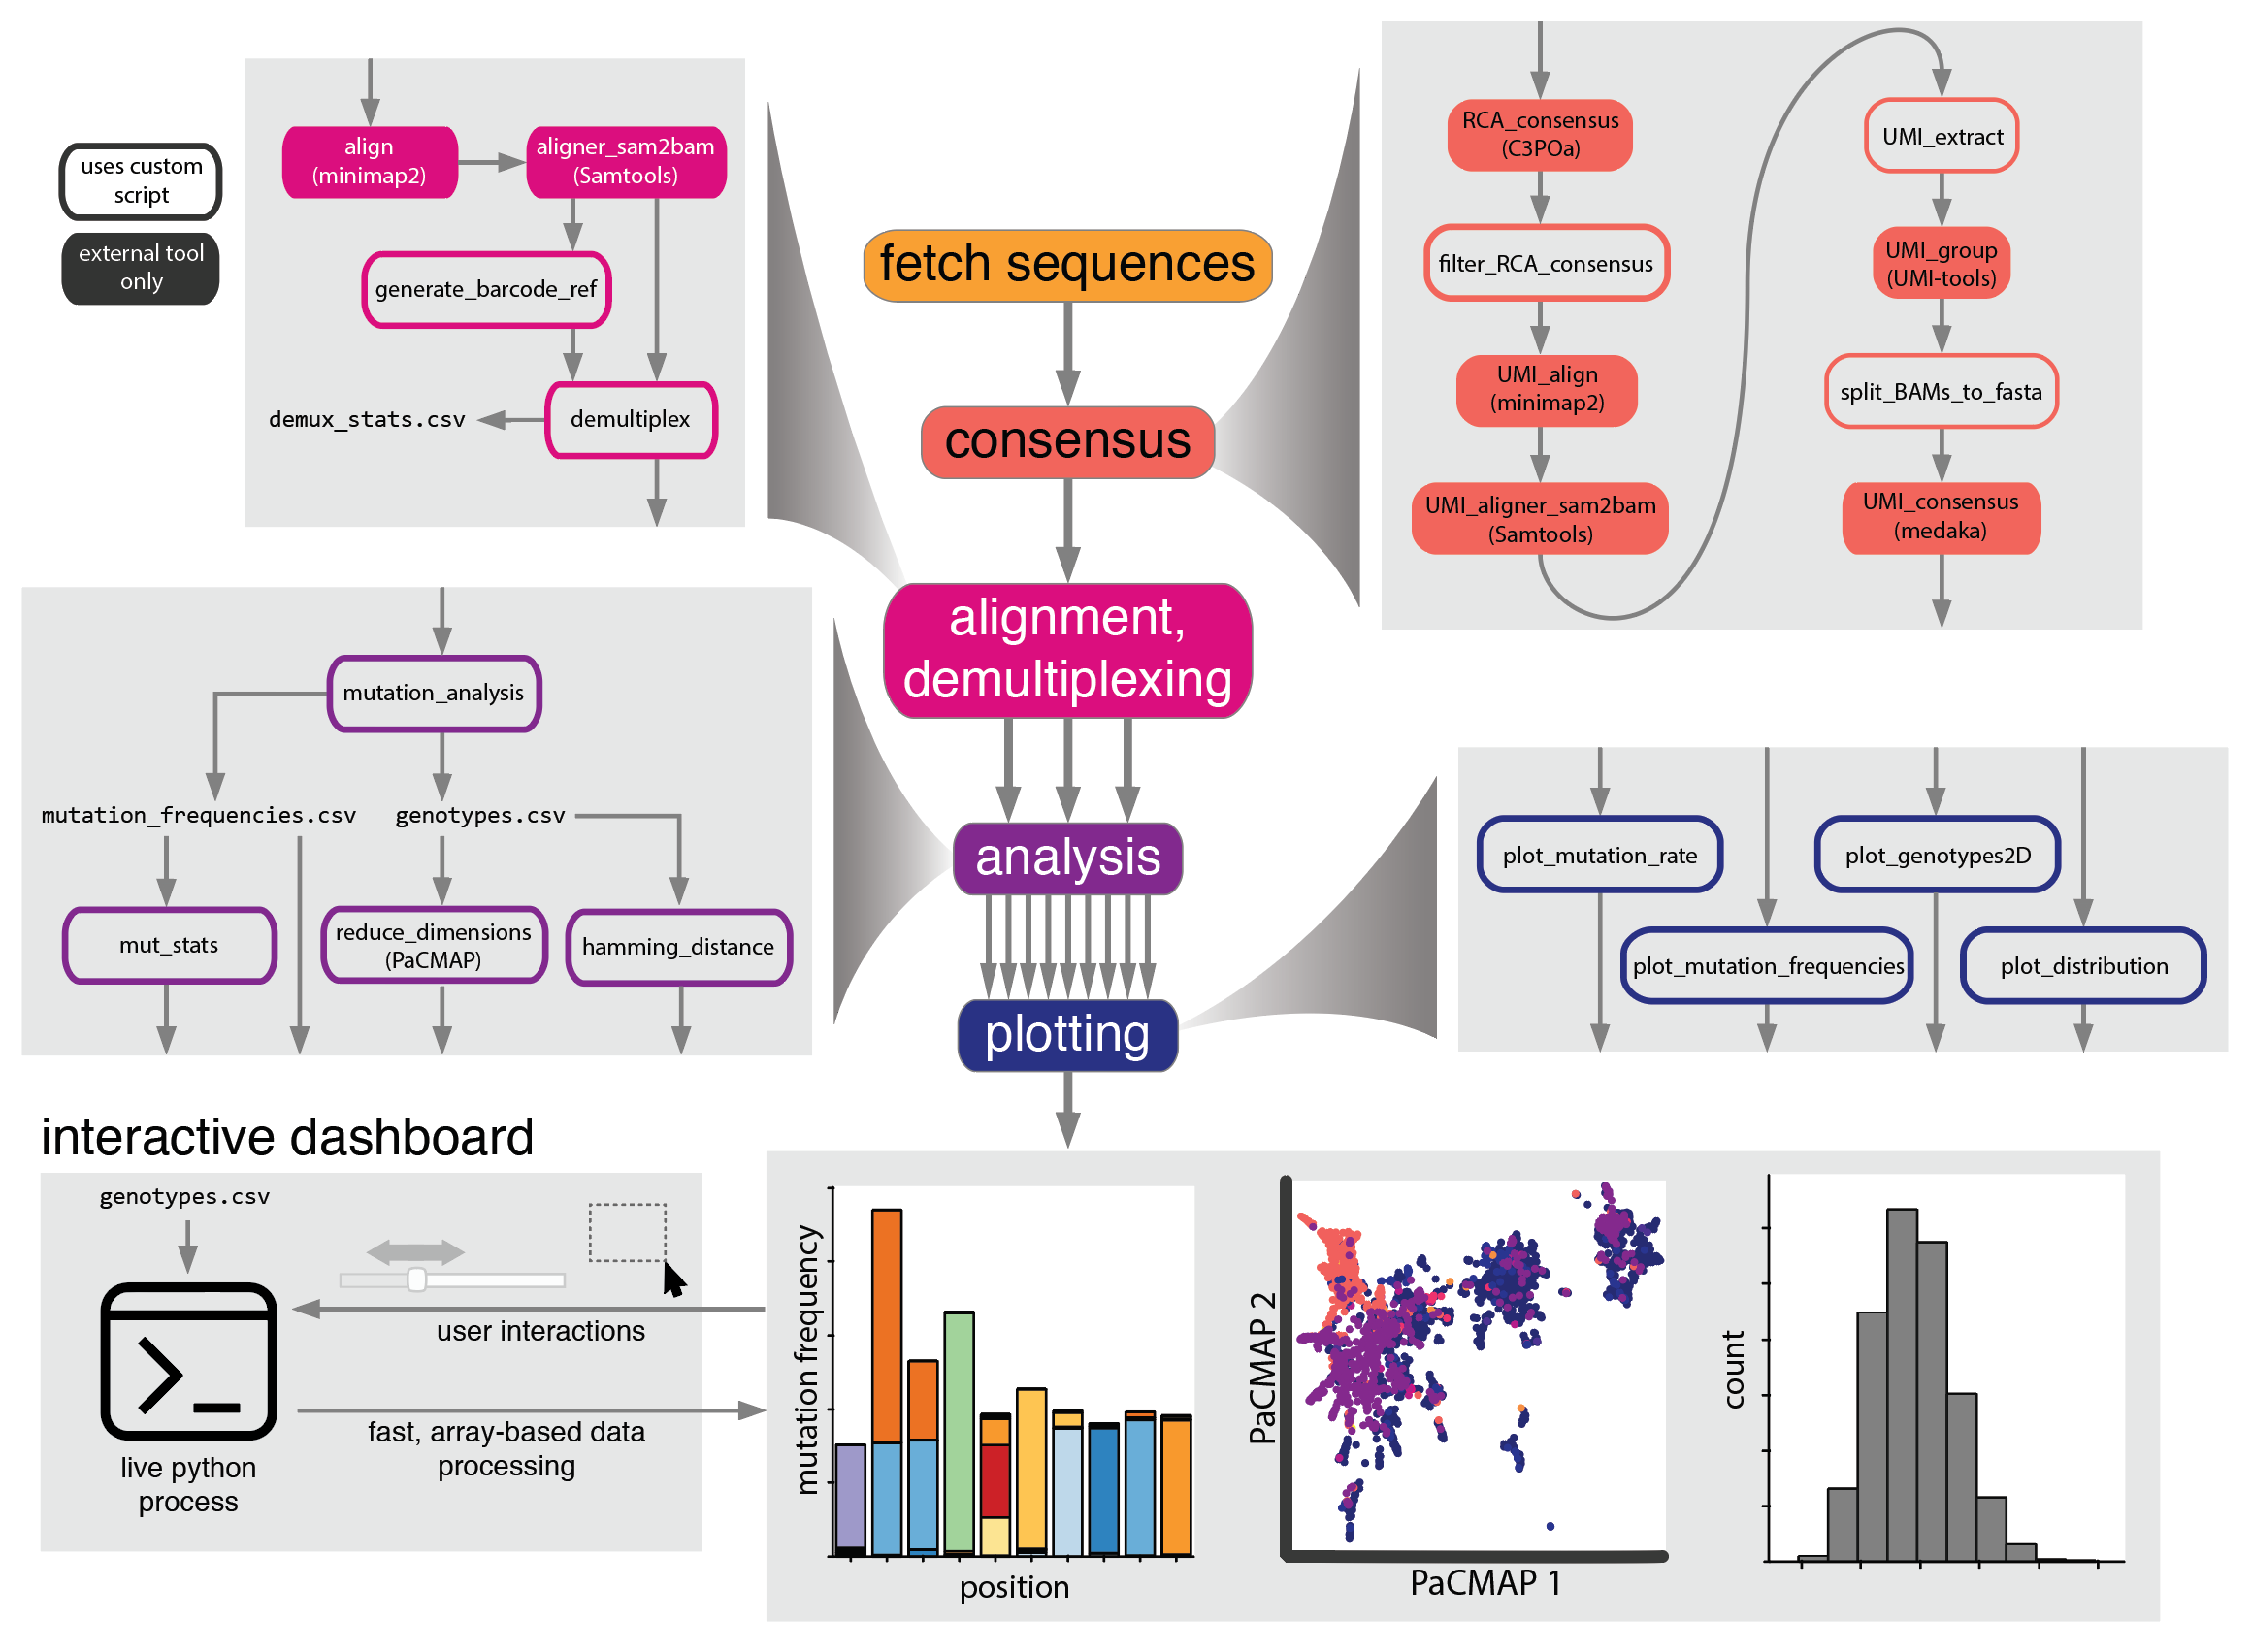 uses custom
script
external tool
only
align
(minimap2)
aligner_sam2bam
(Samtools)
generate_barcode_ref
demux_stats.csv
demultiplex
fetch sequences
consensus
alignment,
demultiplexing
analysis
plotting
RCA_consensus
(C3POa)
filter_RCA_consensus
UMI_align
(minimap2)
UMI_aligner_sam2bam
(Samtools)
UMI_extract
UMI_group
(UMI-tools)
split_BAMs_to_fasta
UMI_consensus
(medaka)
mutation_analysis
mutation_frequencies.csv
genotypes.csv
mut_stats
reduce_dimensions
(PaCMAP)
hamming_distance
plot_mutation_rate
plot_genotypes2D
plot_mutation_frequencies
plot_distribution
interactive dashboard
genotypes.csv
user interactions
fast, array-based data
processing
live python
process
mutation frequency
position
PaCMAP 2
PaCMAP 1
count